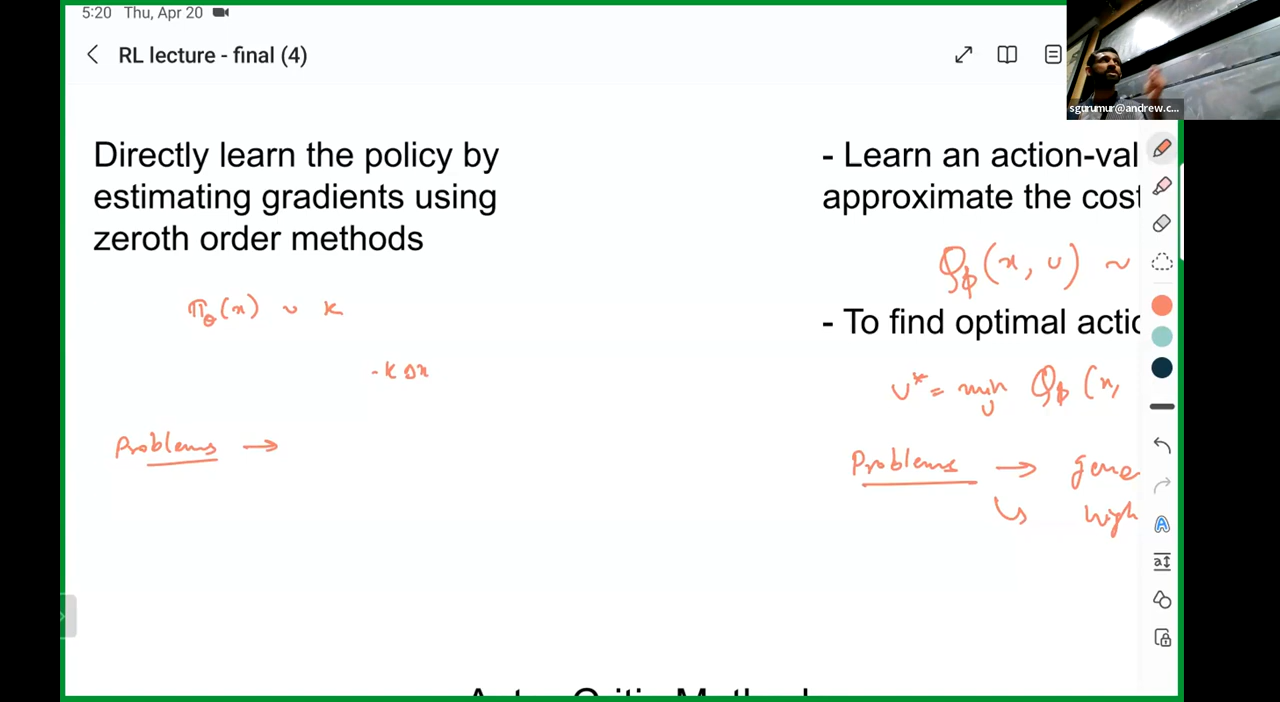 5:20 Thu, Apr 20
RL lecture - final (4)
sgurumur@andrew.c...
Directly learn the policy by
estimating gradients using
zeroth order methods
πθ(x) ~ K
- K Δx
Problems →
- Learn an action-val
approximate the cost
Qϕ(x, u) ~
- To find optimal actio
u* = min Qϕ(x,
u
Problems → gene
↳ high